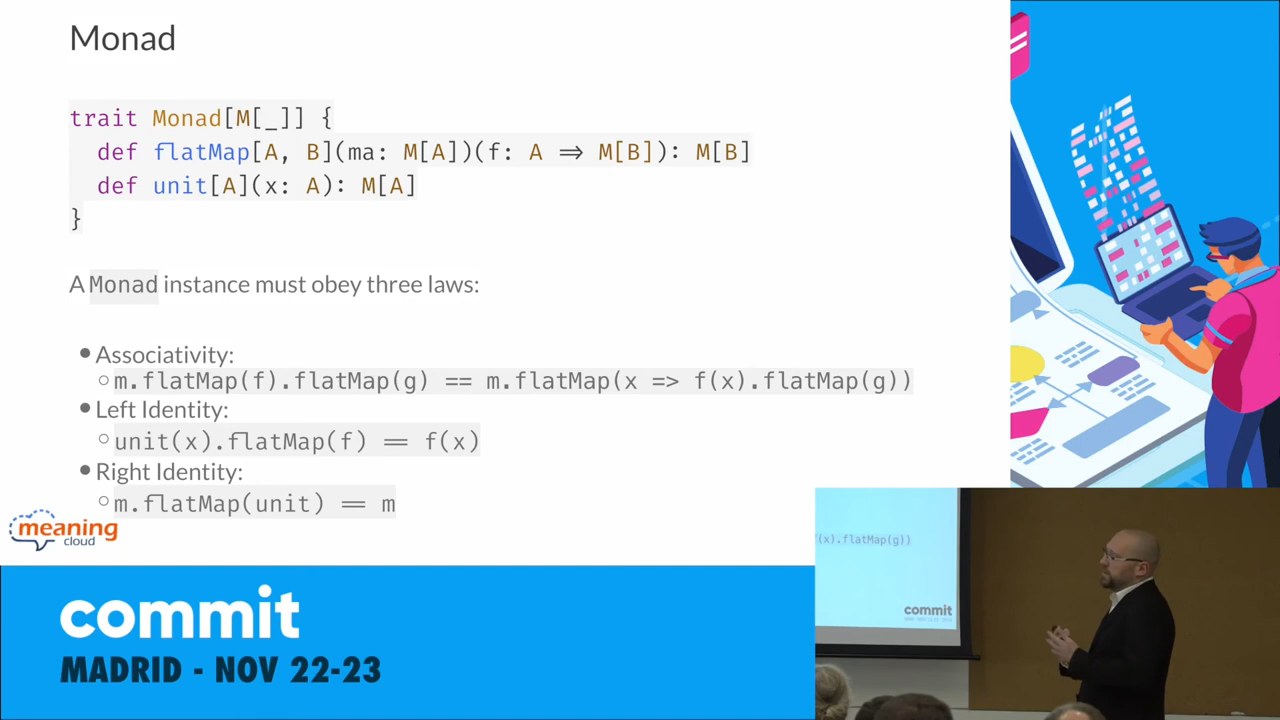 Monad
trait Monad[M[_]] {
def flatMap[A, B](ma: M[A])(f: A ⇒ M[B]): M[B]
def unit[A](x: A): M[A]
}
A Monad instance must obey three laws:
● Associativity:
○ m.flatMap(f).flatMap(g) == m.flatMap(x => f(x).flatMap(g))
● Left Identity:
○ unit(x).flatMap(f) == f(x)
● Right Identity:
○ m.flatMap(unit) == m
meaning
cloud
commit
MADRID - NOV 22-23
(x).flatMap(g))
commit